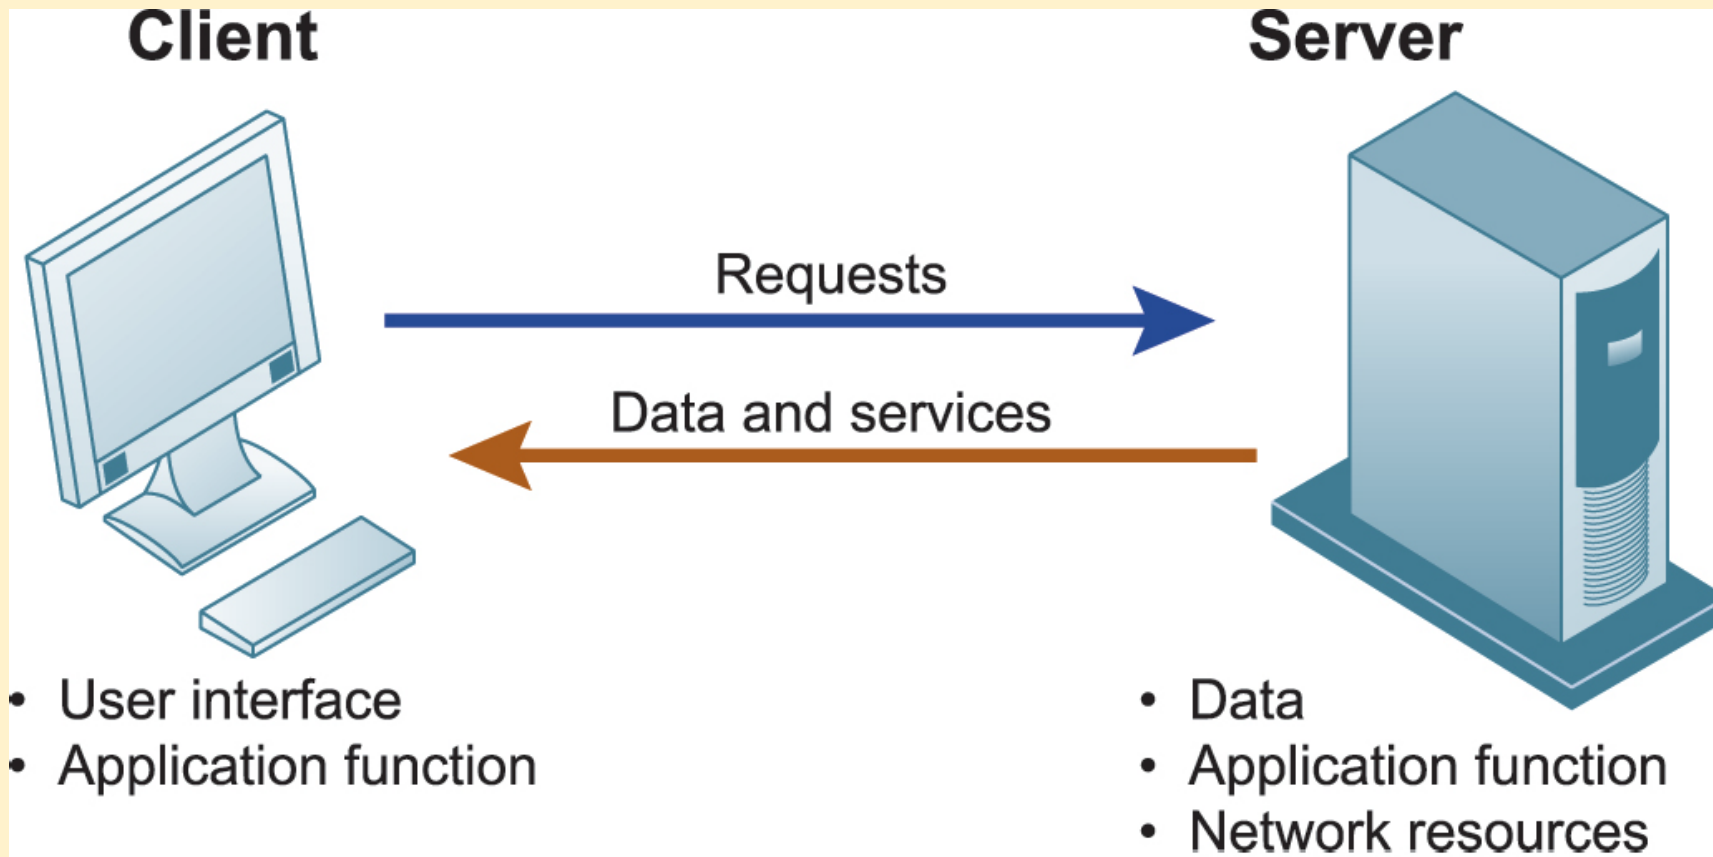 Client
Server
Requests
Data and services
• User interface
• Application function
• Data
• Application function
• Network resources